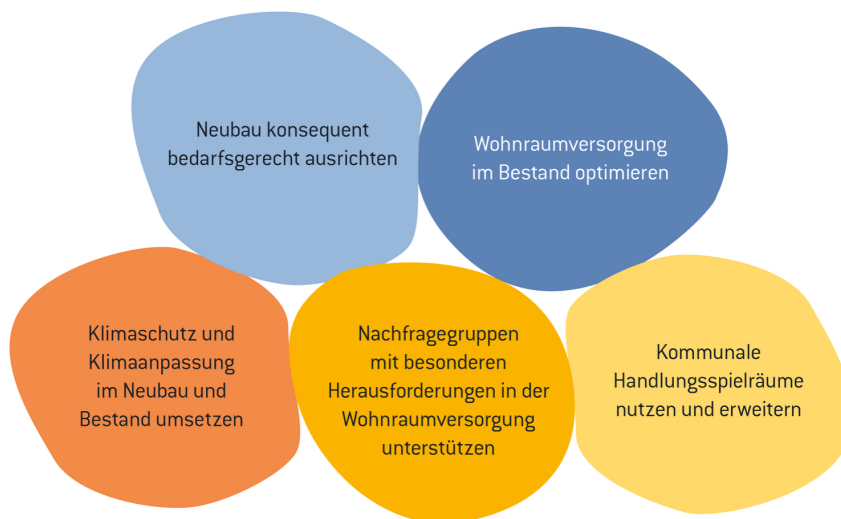 Neubau konsequent
bedarfsgerecht ausrichten
Wohnraumversorgung
im Bestand optimieren
Klimaschutz und
Klimaanpassung
im Neubau und
Bestand umsetzen
Nachfragegruppen
mit besonderen
Herausforderungen in der
Wohnraumversorgung
unterstützen
Kommunale
Handlungsspielräume
nutzen und erweitern